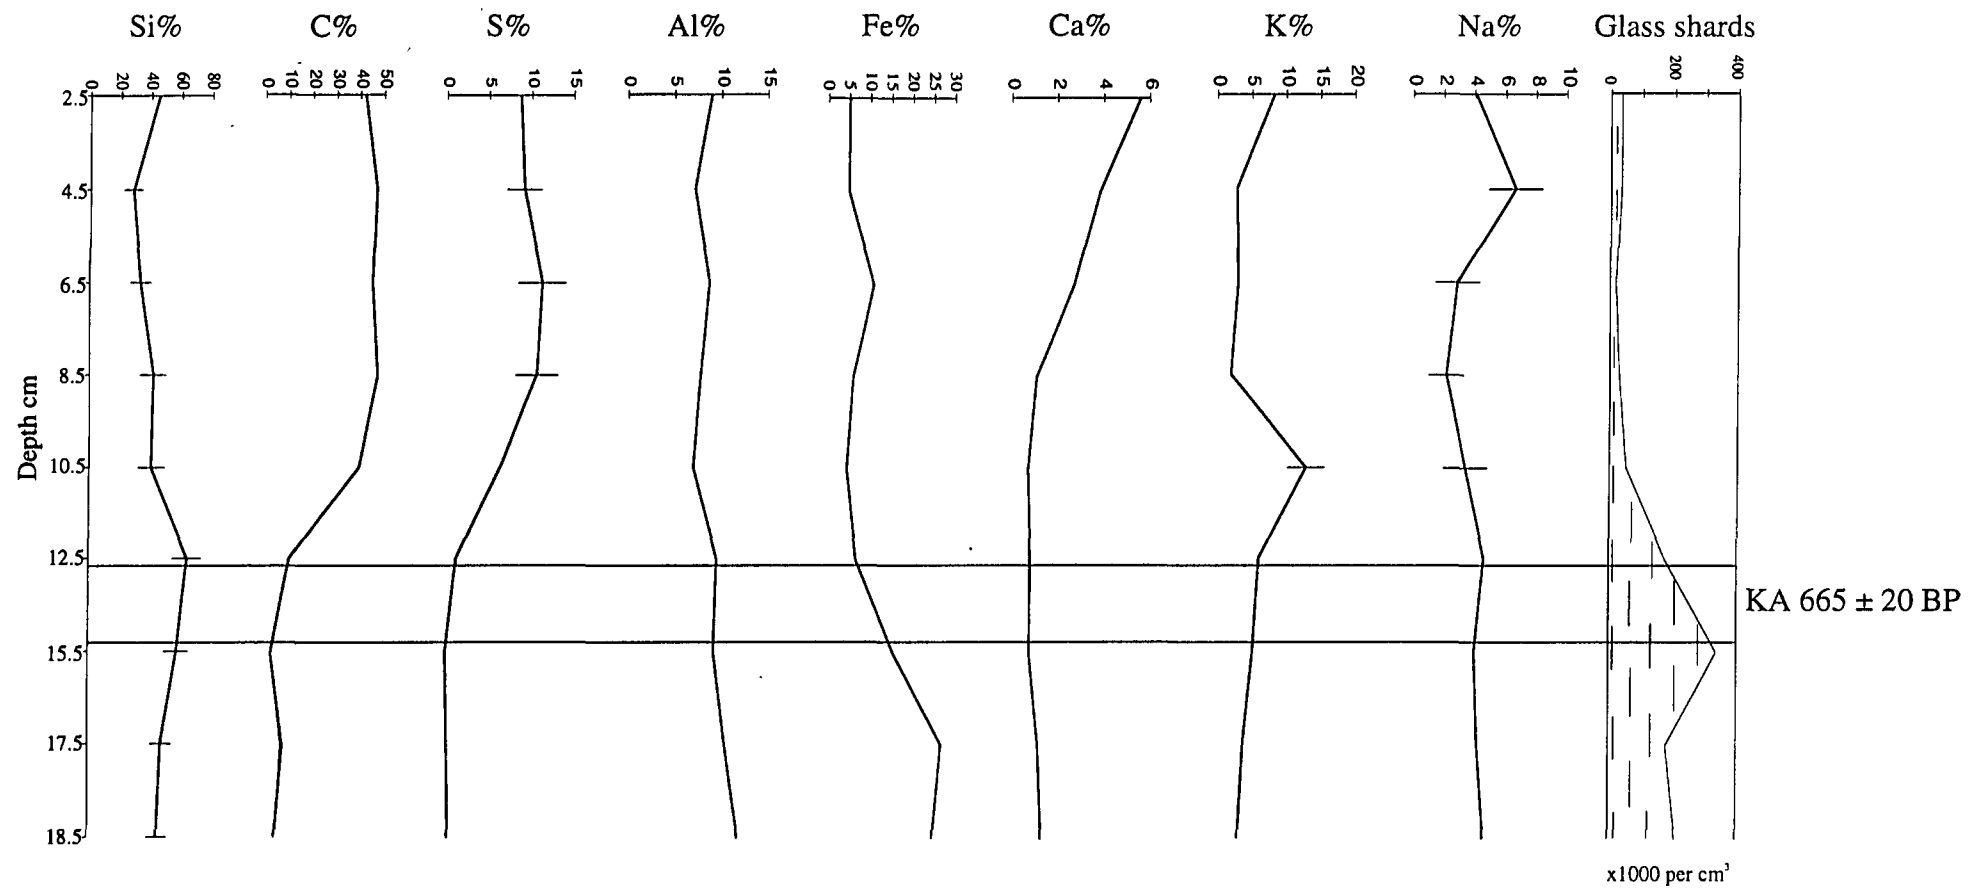 Si% C% S% Al% Fe% Ca% K% Na% Glass shards
0 20 40 60 80 0 10 20 30 40 50 0 5 10 15 0 5 10 15 0 5 10 15 20 25 30 0 2 4 6 0 5 10 15 20 0 2 4 6 8 10 0 200 400
2.5
4.5
6.5
8.5
Depth cm
10.5
12.5
KA 665 ± 20 BP
15.5
17.5
18.5
x1000 per cm³